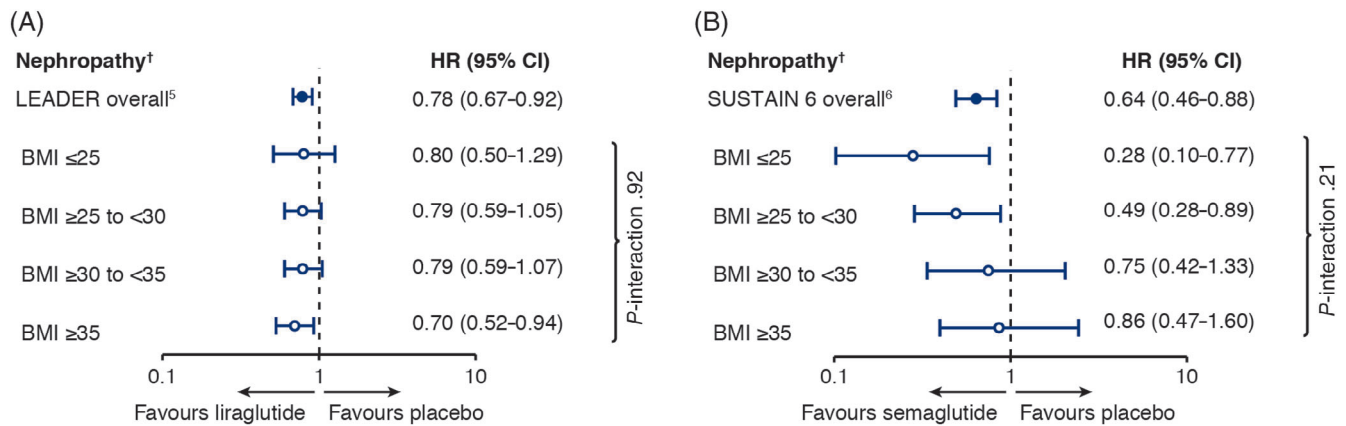 (A)
Nephropathy† HR (95% CI)
LEADER overall5 0.78 (0.67–0.92)
BMI ≤25 0.80 (0.50–1.29)
BMI ≥25 to <30 0.79 (0.59–1.05)
BMI ≥30 to <35 0.79 (0.59–1.07)
BMI ≥35 0.70 (0.52–0.94)
P-interaction .92
0.1 1 10
Favours liraglutide Favours placebo
(B)
Nephropathy† HR (95% CI)
SUSTAIN 6 overall6 0.64 (0.46–0.88)
BMI ≤25 0.28 (0.10–0.77)
BMI ≥25 to <30 0.49 (0.28–0.89)
BMI ≥30 to <35 0.75 (0.42–1.33)
BMI ≥35 0.86 (0.47–1.60)
P-interaction .21
0.1 1 10
Favours semaglutide Favours placebo